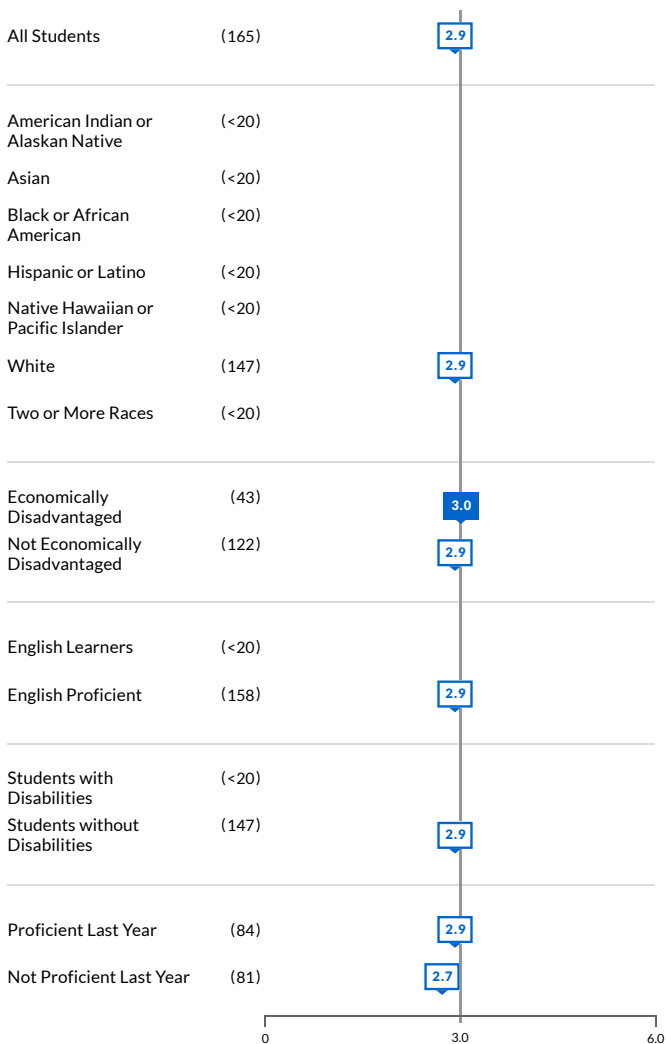 All Students (165) 2.9
American Indian or (<20)
Alaskan Native
Asian (<20)
Black or African (<20)
American
Hispanic or Latino (<20)
Native Hawaiian or (<20)
Pacific Islander
White (147) 2.9
Two or More Races (<20)
Economically (43) 3.0
Disadvantaged
Not Economically (122) 2.9
Disadvantaged
English Learners (<20)
English Proficient (158) 2.9
Students with (<20)
Disabilities
Students without (147) 2.9
Disabilities
Proficient Last Year (84) 2.9
Not Proficient Last Year (81) 2.7
0 3.0 6.0